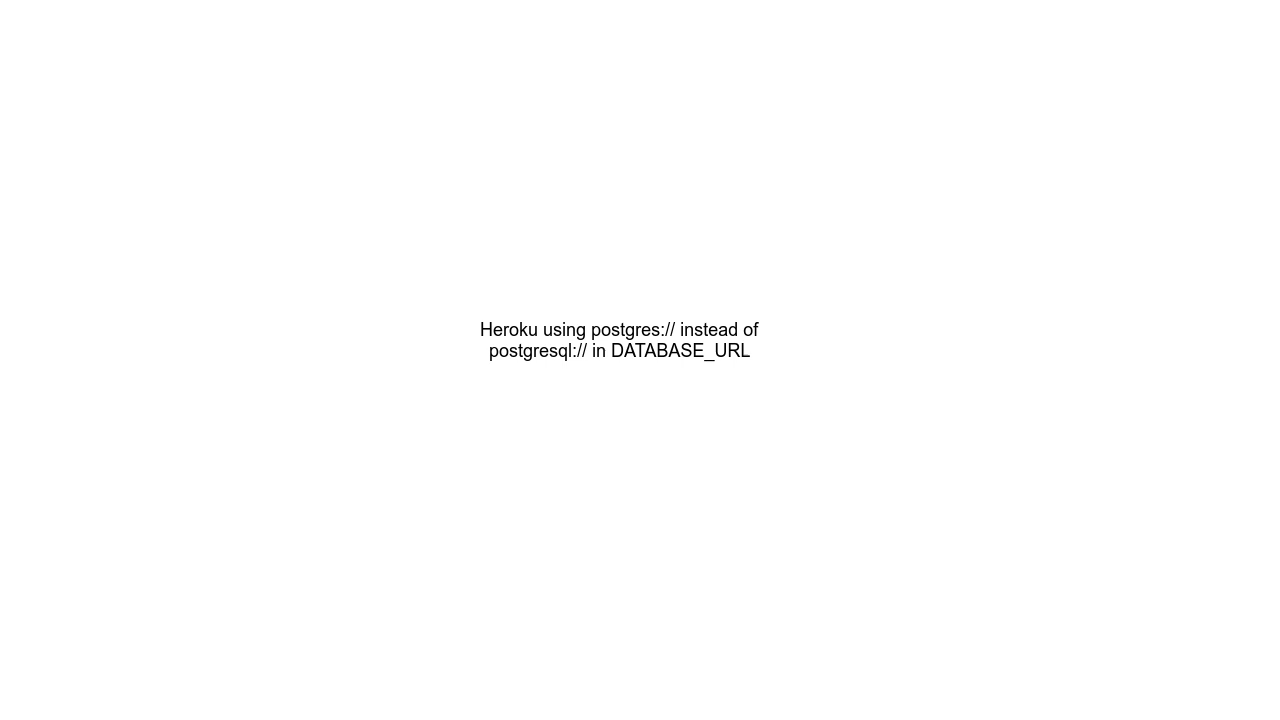 Heroku using postgres:// instead of
postgresql:// in DATABASE_URL